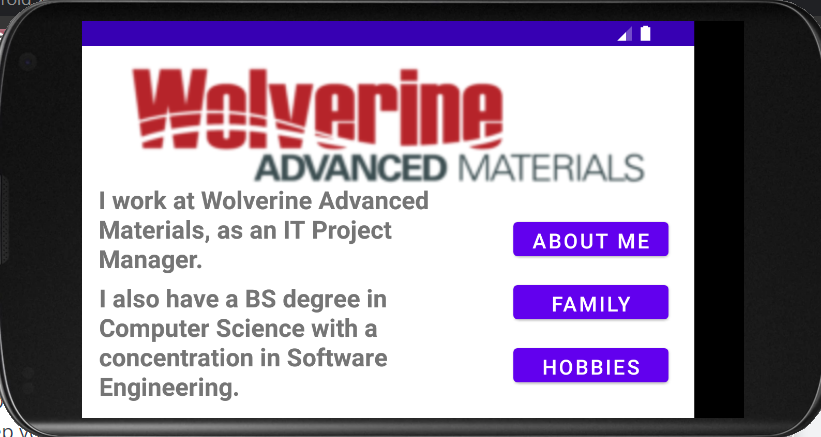 Wolverine
ADVANCED MATERIALS
I work at Wolverine Advanced
Materials, as an IT Project
Manager.
I also have a BS degree in
Computer Science with a
concentration in Software
Engineering.
ABOUT ME
FAMILY
HOBBIES